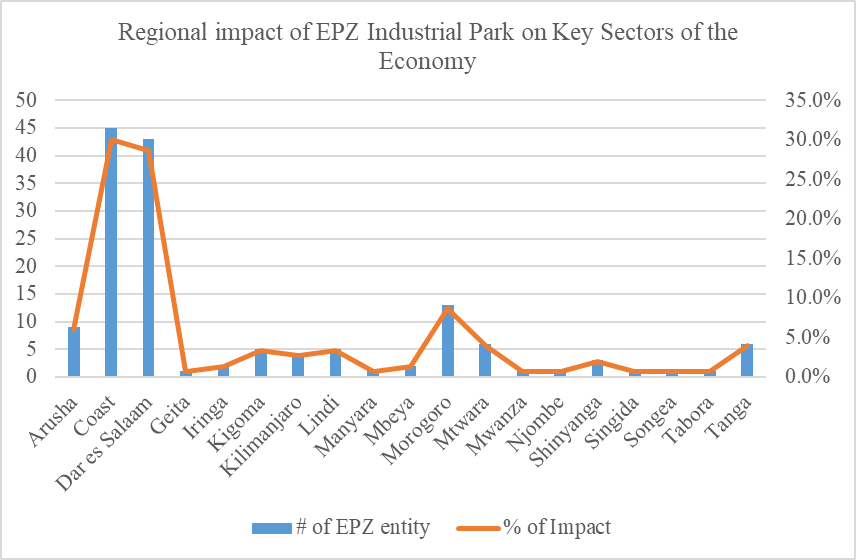 Regional impact of EPZ Industrial Park on Key Sectors of the
Economy
50
45
40
35
30
25
20
15
10
5
0
35.0%
30.0%
25.0%
20.0%
15.0%
10.0%
5.0%
0.0%
Arusha
Coast
Dar es Salaam
Geita
Iringa
Kigoma
Kilimanjaro
Lindi
Manyara
Mbeya
Morogoro
Mtwara
Mwanza
Njombe
Shinyanga
Singida
Songea
Tabora
Tanga
# of EPZ entity
% of Impact